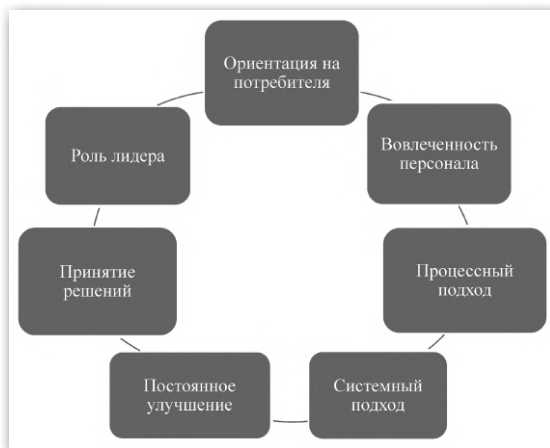 Ориентация на
потребителя
Вовлеченность
персонала
Процессный
подход
Системный
подход
Постоянное
улучшение
Принятие
решений
Роль лидера